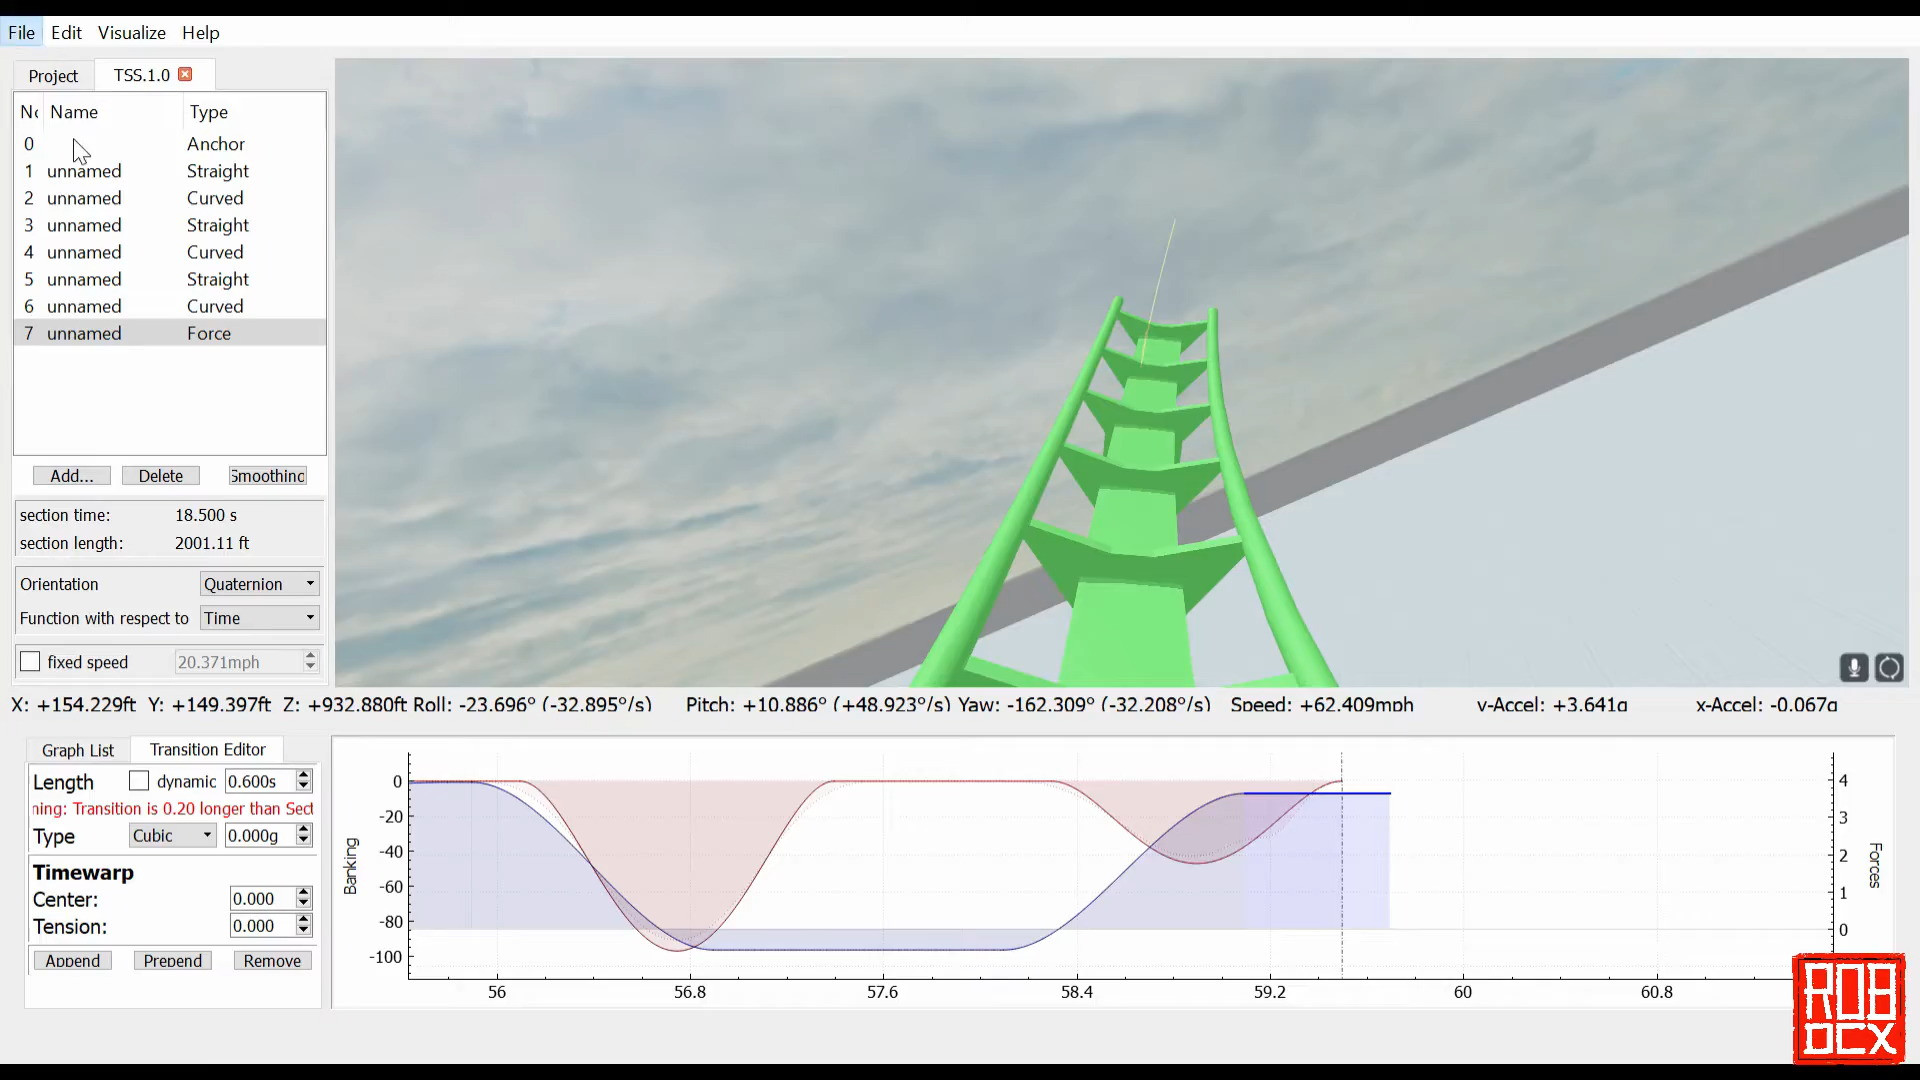 File Edit Visualize Help
Project TSS.1.0
Name Type
0 Anchor
1 unnamed Straight
2 unnamed Curved
3 unnamed Straight
4 unnamed Curved
5 unnamed Straight
6 unnamed Curved
7 unnamed Force
Add... Delete Smoothing
section time: 18.500 s
section length: 2001.11 ft
Orientation Quaternion
Function with respect to Time
fixed speed 20.371mph
X: +154.229ft Y: +149.397ft Z: +932.880ft Roll: -23.696° (-32.895°/s) Pitch: +10.886° (+48.923°/s) Yaw: -162.309° (-32.208°/s) Speed: +62.409mph v-Accel: +3.641g x-Accel: -0.067g
Graph List Transition Editor
Length dynamic 0.600s
ning: Transition is 0.20 longer than Sect
Type Cubic 0.000g
Timewarp
Center: 0.000
Tension: 0.000
Append Prepend Remove
Banking
0
-20
-40
-60
-80
-100
56 56.8 57.6 58.4 59.2 60 60.8
4
3
2
1
0
Forces
ROB
OCX